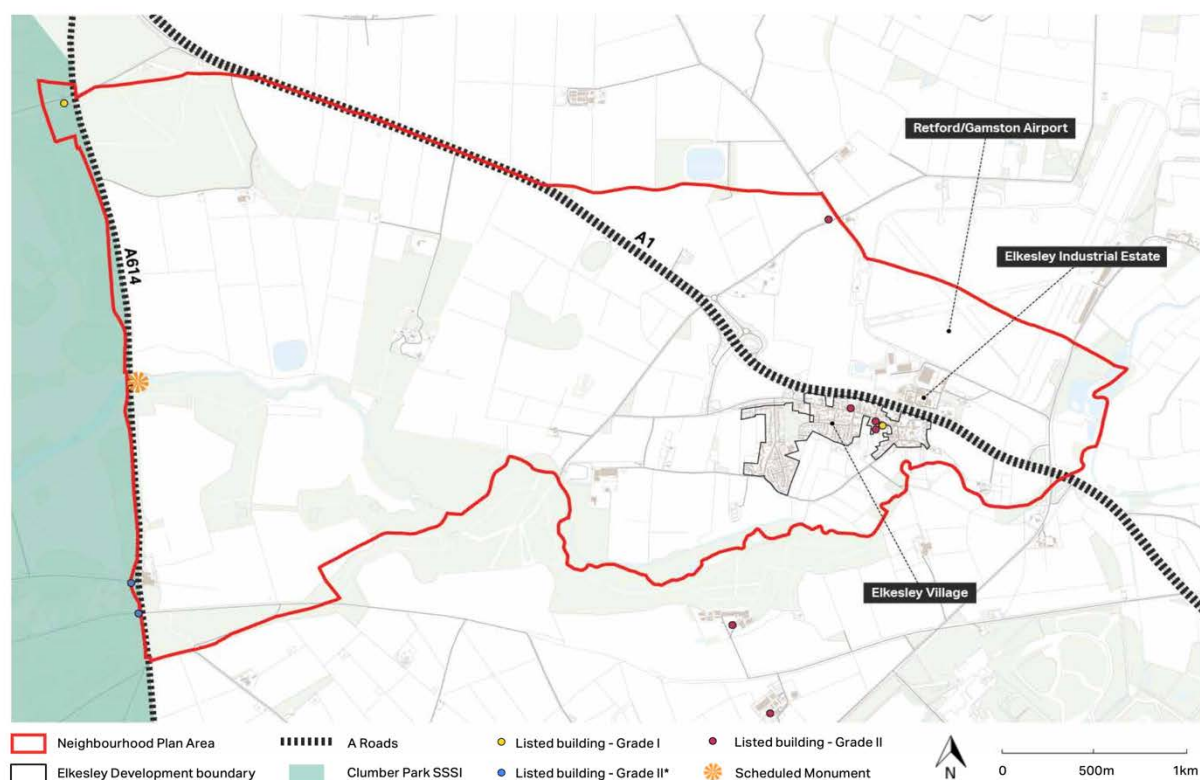 Retford/Gamston Airport
Elkesley Industrial Estate
A1
A614
Elkesley Village
Neighbourhood Plan Area
A Roads
Listed building - Grade I
Listed building - Grade II
Elkesley Development boundary
Clumber Park SSSI
Listed building - Grade II*
Scheduled Monument
N
0 500m 1km